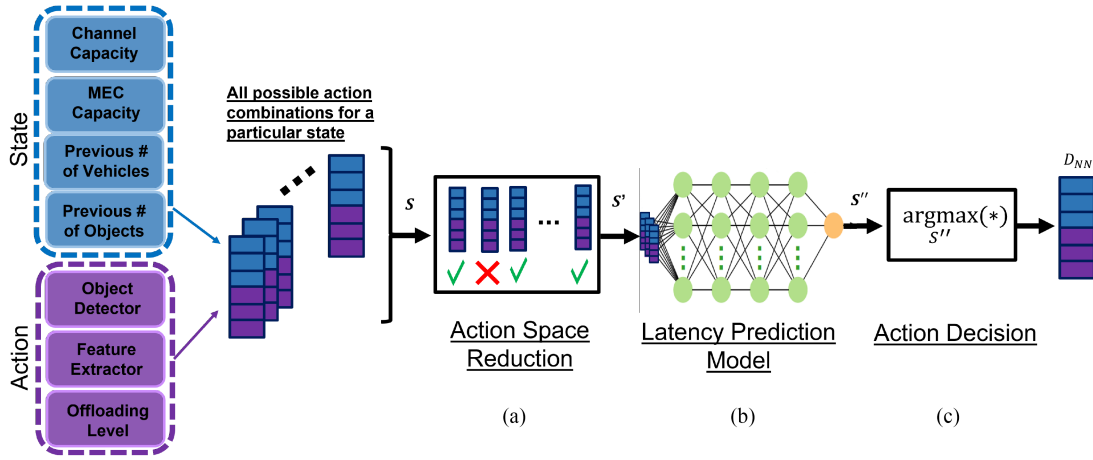 State
Channel
Capacity
MEC
Capacity
Previous #
of Vehicles
Previous #
of Objects
Action
Object
Detector
Feature
Extractor
Offloading
Level
All possible action
combinations for a
particular state
s
...
Action Space
Reduction
(a)
s'
Latency Prediction
Model
(b)
s''
argmax(*)
s''
Action Decision
(c)
D_NN